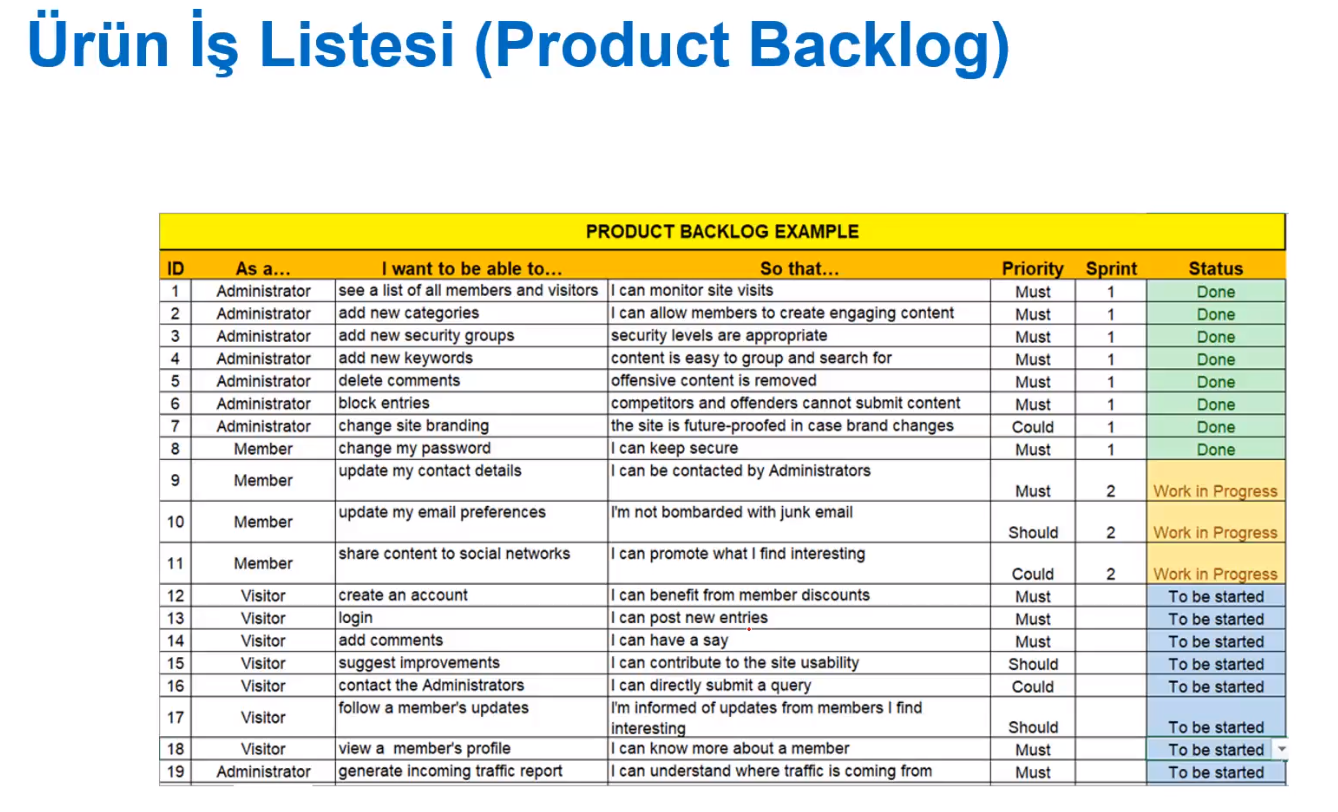 Ürün İş Listesi (Product Backlog)
PRODUCT BACKLOG EXAMPLE
ID As a... I want to be able to... So that... Priority Sprint Status
1 Administrator see a list of all members and visitors I can monitor site visits Must 1 Done
2 Administrator add new categories I can allow members to create engaging content Must 1 Done
3 Administrator add new security groups security levels are appropriate Must 1 Done
4 Administrator add new keywords content is easy to group and search for Must 1 Done
5 Administrator delete comments offensive content is removed Must 1 Done
6 Administrator block entries competitors and offenders cannot submit content Must 1 Done
7 Administrator change site branding the site is future-proofed in case brand changes Could 1 Done
8 Member change my password I can keep secure Must 1 Done
9 Member update my contact details I can be contacted by Administrators Must 2 Work in Progress
10 Member update my email preferences I'm not bombarded with junk email Should 2 Work in Progress
11 Member share content to social networks I can promote what I find interesting Could 2 Work in Progress
12 Visitor create an account I can benefit from member discounts Must To be started
13 Visitor login I can post new entries Must To be started
14 Visitor add comments I can have a say Must To be started
15 Visitor suggest improvements I can contribute to the site usability Should To be started
16 Visitor contact the Administrators I can directly submit a query Could To be started
17 Visitor follow a member's updates I'm informed of updates from members I find
interesting Should To be started
18 Visitor view a member's profile I can know more about a member Must To be started
19 Administrator generate incoming traffic report I can understand where traffic is coming from Must To be started